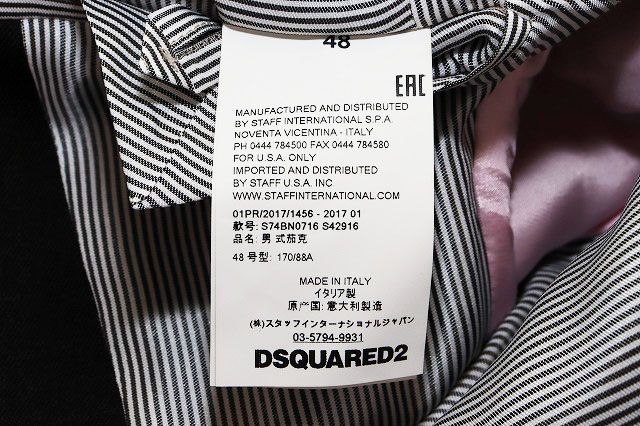 48
EAC
MANUFACTURED AND DISTRIBUTED
BY STAFF INTERNATIONAL S.P.A.
NOVENTA VICENTINA - ITALY
PH 0444 784500 FAX 0444 784580
FOR U.S.A. ONLY
IMPORTED AND DISTRIBUTED
BY STAFF U.S.A. INC
WWW.STAFFINTERNATIONAL.COM
01PR/2017/1456 - 2017 01
款号: S74BN0716 S42916
品名: 男 式茄克
48 号型: 170/88A
MADE IN ITALY
イタリア製
原产国: 意大利制造
(株)スタッフインターナショナルジャパン
03-5794-9931
DSQUARED2